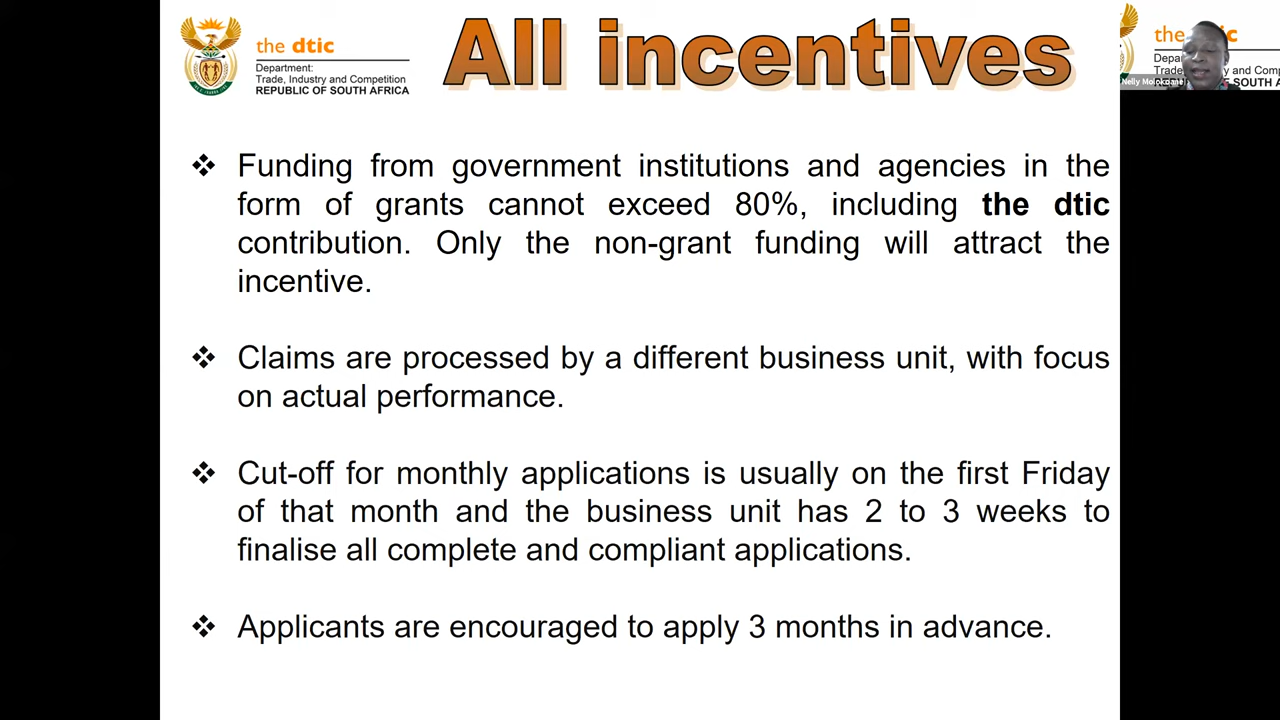 the dtic
Department:
Trade, Industry and Competition
REPUBLIC OF SOUTH AFRICA
All incentives
the dtic
Depa
Trade
and Comp
SOUTH A
Nelly
❖ Funding from government institutions and agencies in the
form of grants cannot exceed 80%, including the dtic
contribution. Only the non-grant funding will attract the
incentive.
❖ Claims are processed by a different business unit, with focus
on actual performance.
❖ Cut-off for monthly applications is usually on the first Friday
of that month and the business unit has 2 to 3 weeks to
finalise all complete and compliant applications.
❖ Applicants are encouraged to apply 3 months in advance.